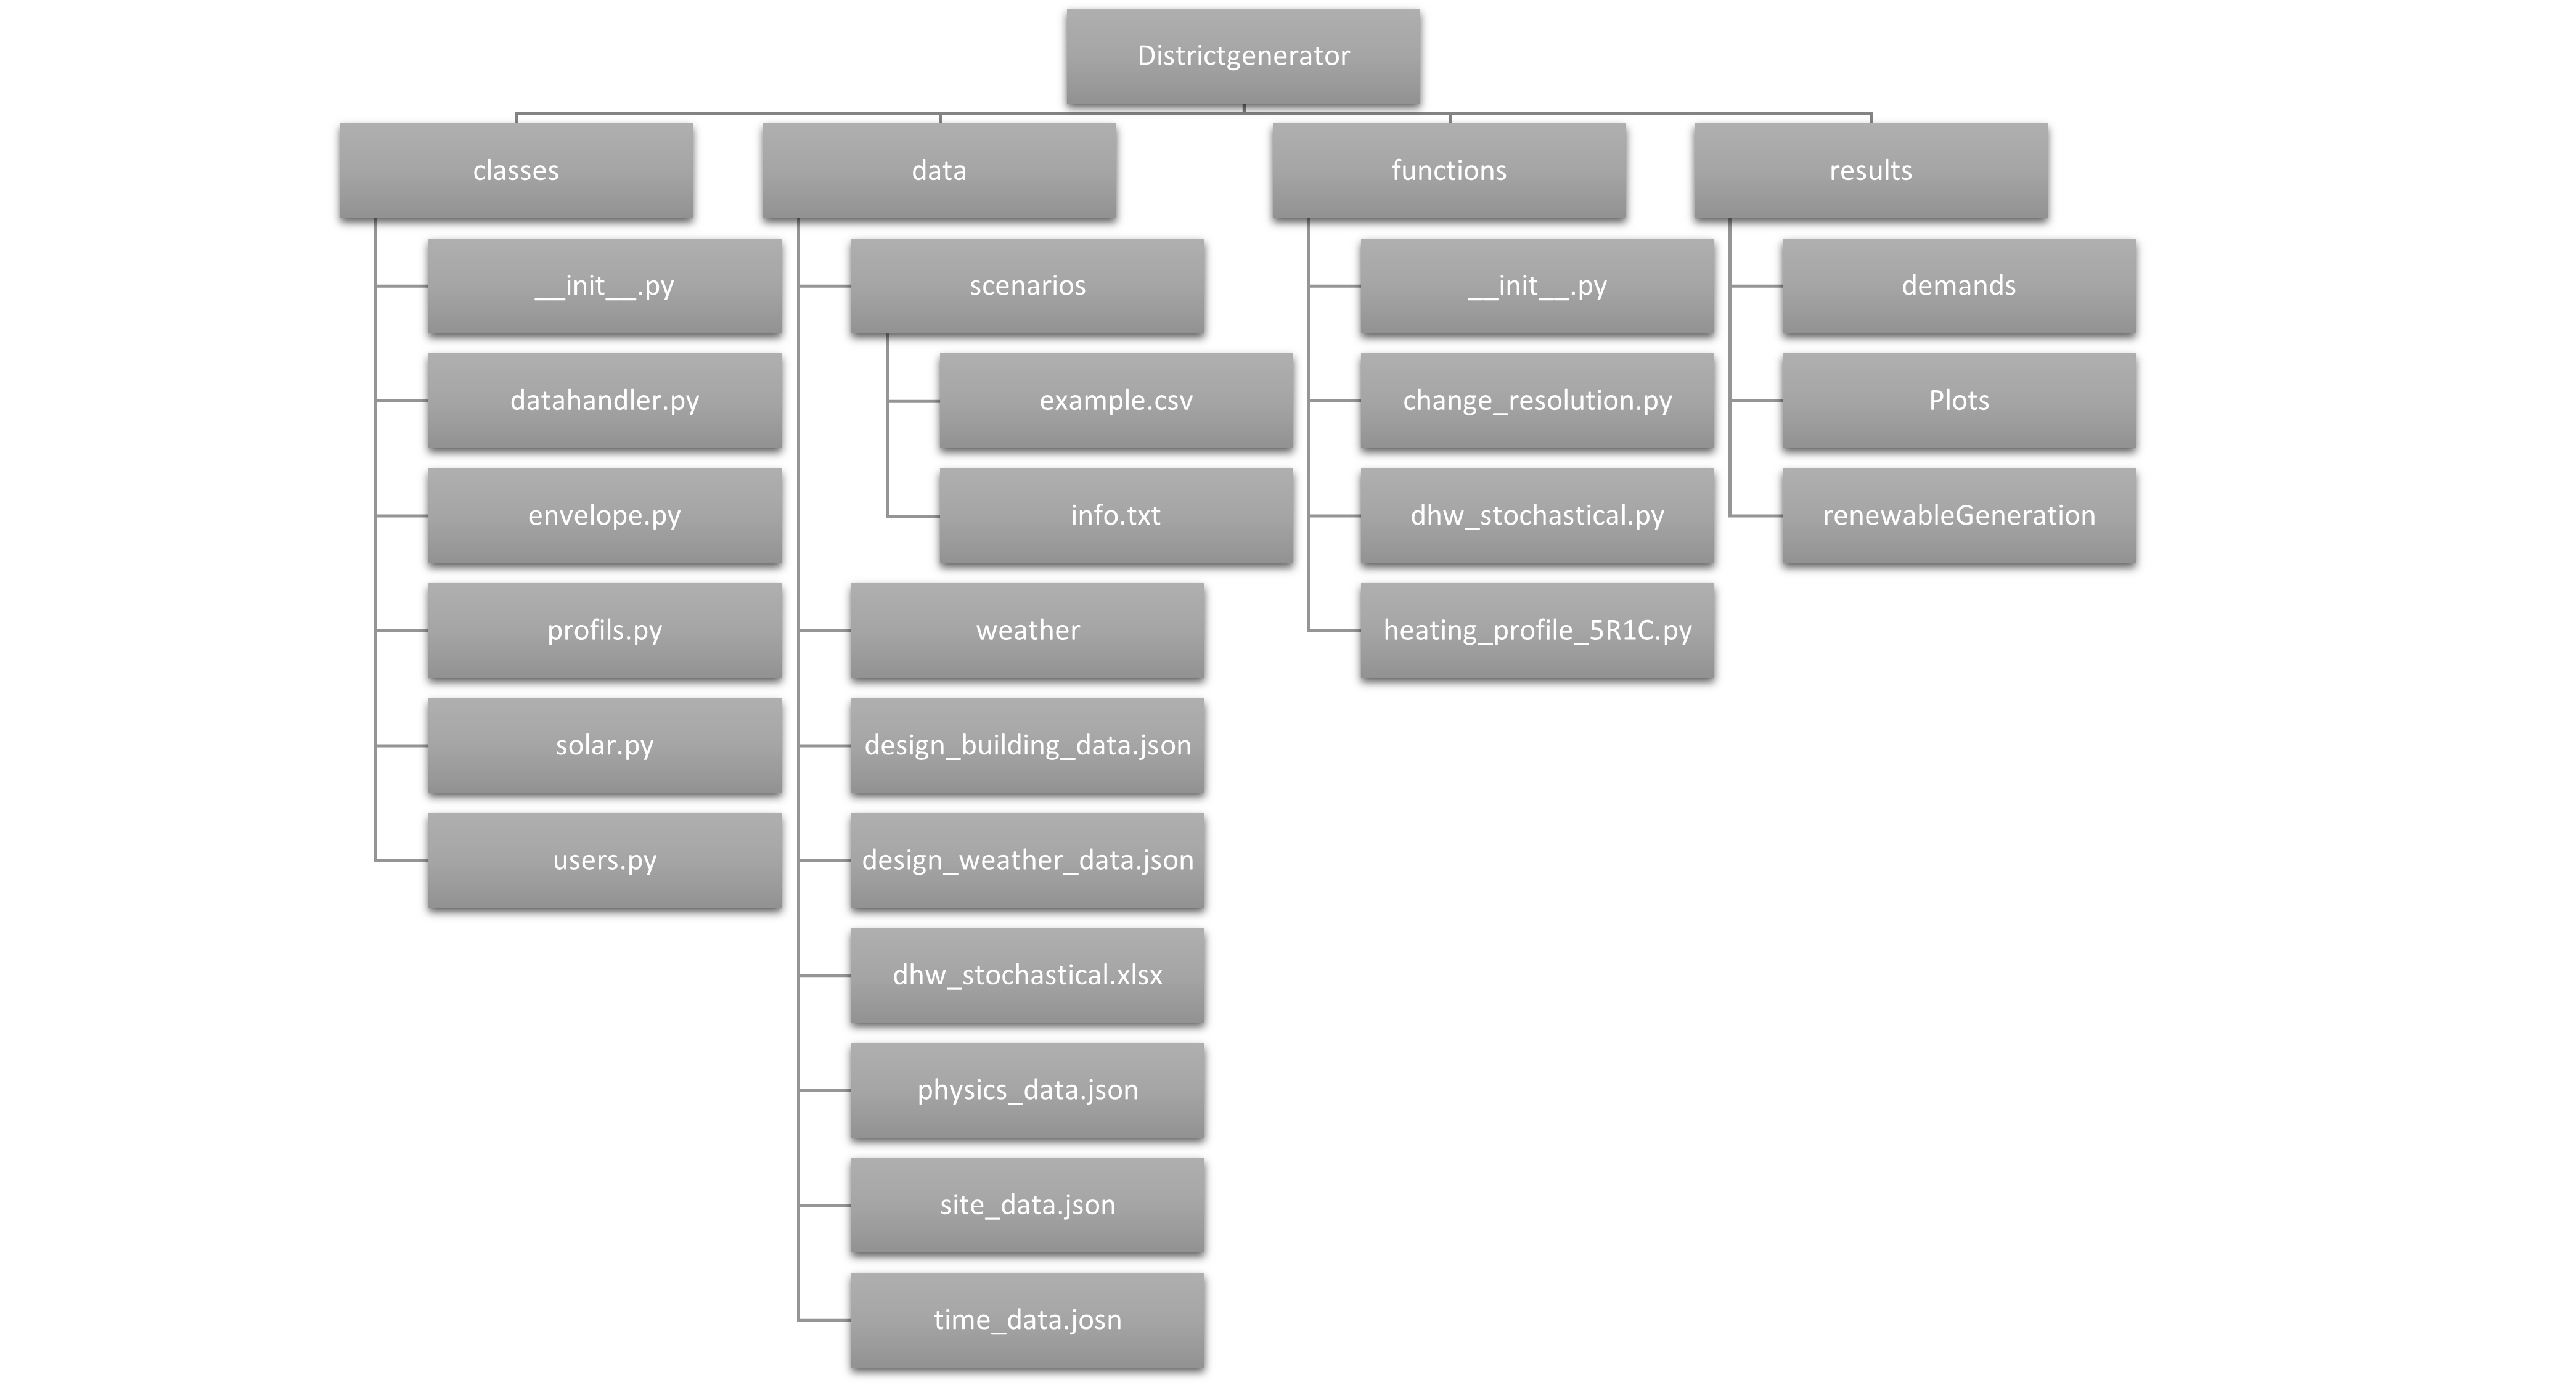 Districtgenerator
classes
__init__.py
datahandler.py
envelope.py
profils.py
solar.py
users.py
data
scenarios
example.csv
info.txt
weather
design_building_data.json
design_weather_data.json
dhw_stochastical.xlsx
physics_data.json
site_data.json
time_data.josn
functions
__init__.py
change_resolution.py
dhw_stochastical.py
heating_profile_5R1C.py
results
demands
Plots
renewableGeneration